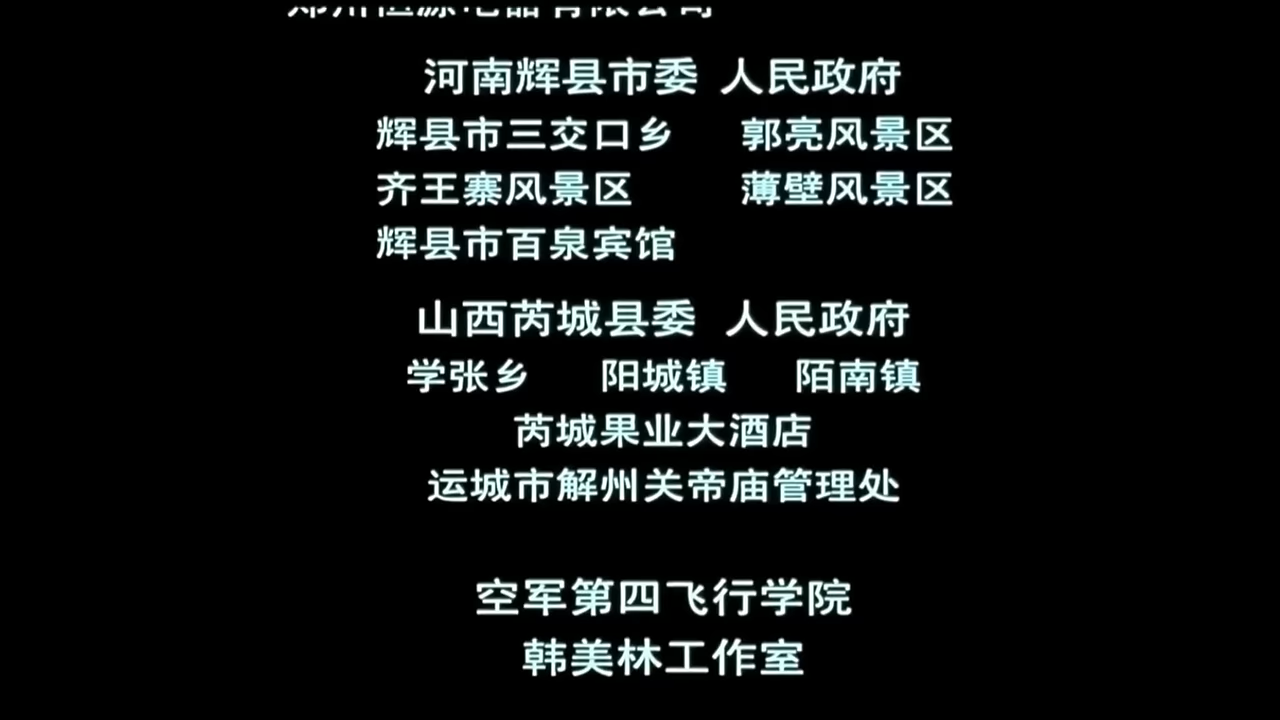 河南辉县市委 人民政府
辉县市三交口乡 郭亮风景区
齐王寨风景区 薄壁风景区
辉县市百泉宾馆
山西芮城县委 人民政府
学张乡 阳城镇 陌南镇
芮城果业大酒店
运城市解州关帝庙管理处
空军第四飞行学院
韩美林工作室